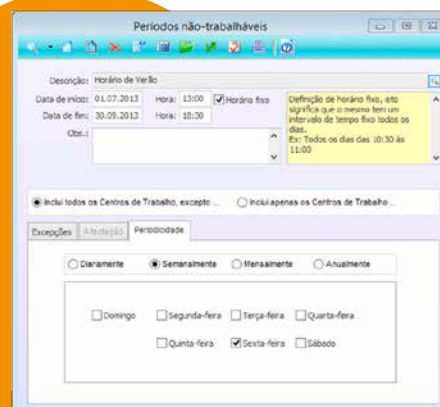 Períodos não-trabalháveis
Descrição: Horário de Verão
Data de início: 01.07.2013 Hora: 13:00 Horário fixo
Data de fim: 30.09.2013 Hora: 18:30
Obs.:
Definição de horário fixo, isto
significa que o mesmo tem um
intervalo de tempo fixo todos os
dias.
Ex: Todos os dias das 10:30 às
11:00
Inclui todos os Centros de Trabalho, excepto ... Inclui apenas os Centros de Trabalho ...
Excepções Afectação Periodicidade
Diariamente Semanalmente Mensalmente Anualmente
Domingo Segunda-feira Terça-feira Quarta-feira
Quinta-feira Sexta-feira Sábado